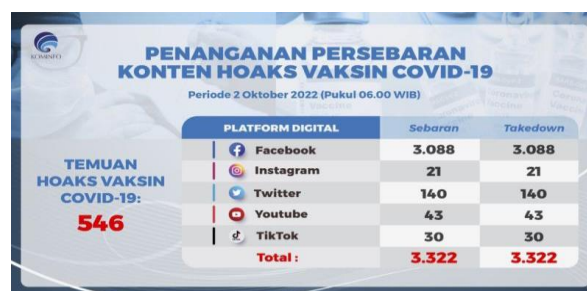 KOMINFO
PENANGANAN PERSEBARAN
KONTEN HOAKS VAKSIN COVID-19
Periode 2 Oktober 2022 (Pukul 06.00 WIB)
TEMUAN
HOAKS VAKSIN
COVID-19:
546
PLATFORM DIGITAL Sebaran Takedown
Facebook 3.088 3.088
Instagram 21 21
Twitter 140 140
Youtube 43 43
TikTok 30 30
Total : 3.322 3.322